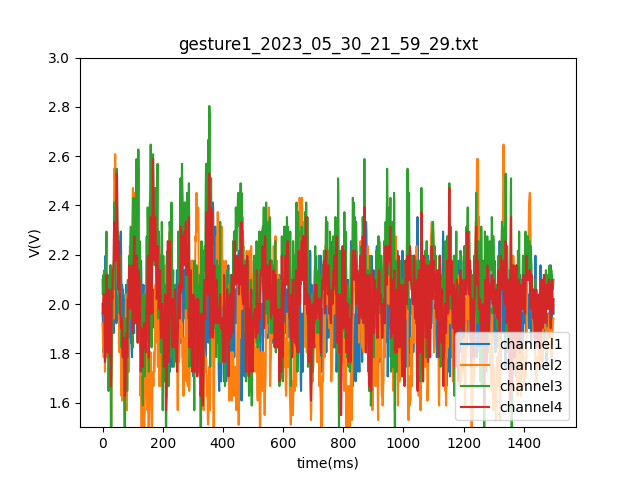 gesture1_2023_05_30_21_59_29.txt
3.0
2.8
2.6
2.4
2.2
2.0
1.8
1.6
V(V)
channel1
channel2
channel3
channel4
0 200 400 600 800 1000 1200 1400
time(ms)